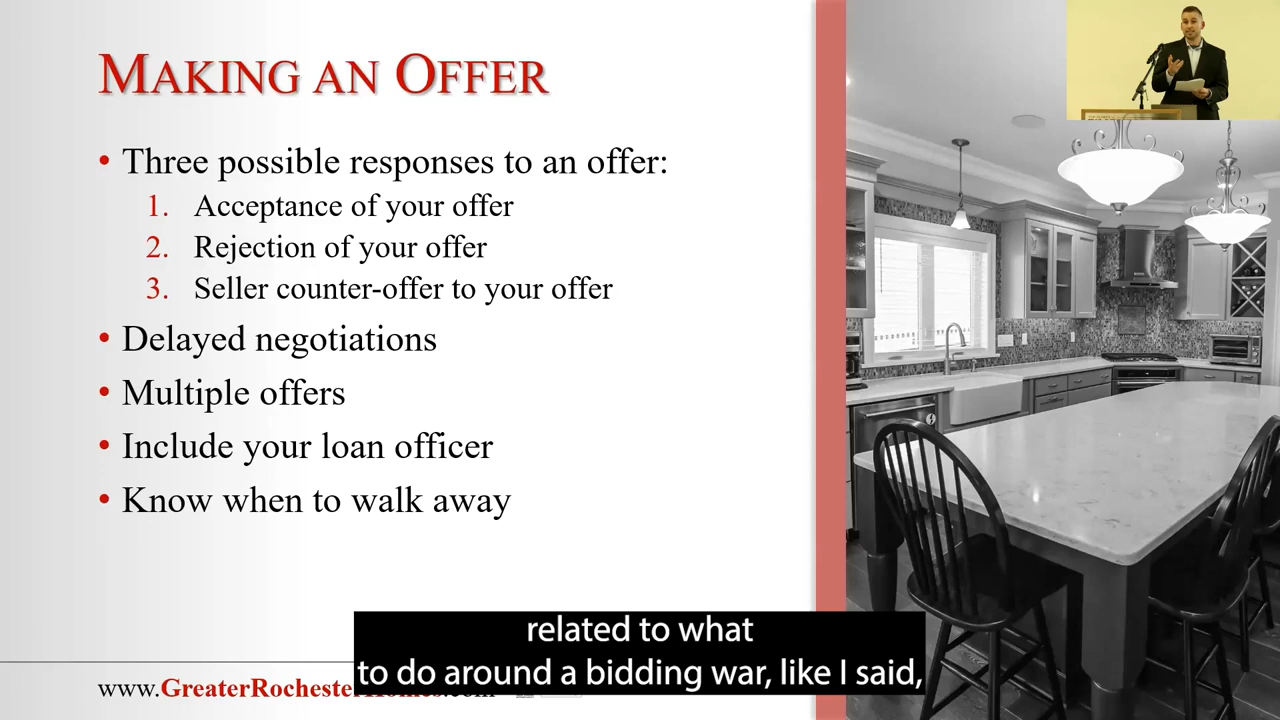 MAKING AN OFFER
• Three possible responses to an offer:
1. Acceptance of your offer
2. Rejection of your offer
3. Seller counter-offer to your offer
• Delayed negotiations
• Multiple offers
• Include your loan officer
• Know when to walk away
related to what
to do around a bidding war, like I said,
www.GreaterRochesterHomes.com